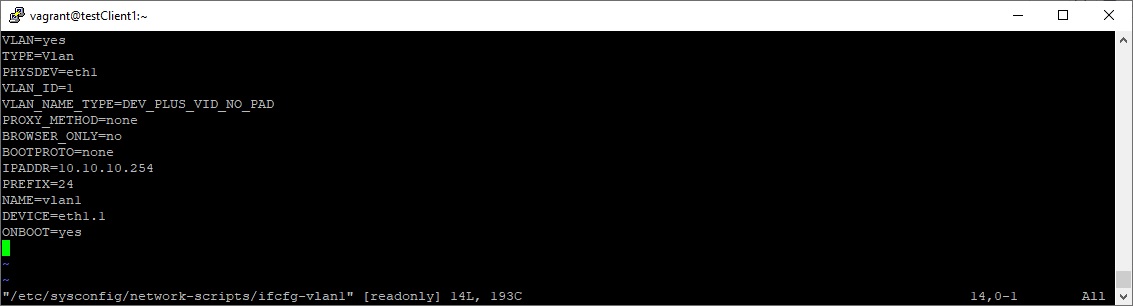 vagrant@testClient1:~
VLAN=yes
TYPE=Vlan
PHYSDEV=eth1
VLAN_ID=1
VLAN_NAME_TYPE=DEV_PLUS_VID_NO_PAD
PROXY_METHOD=none
BROWSER_ONLY=no
BOOTPROTO=none
IPADDR=10.10.10.254
PREFIX=24
NAME=vlan1
DEVICE=eth1.1
ONBOOT=yes
~
~
"/etc/sysconfig/network-scripts/ifcfg-vlan1" [readonly] 14L, 193C 14,0-1 All